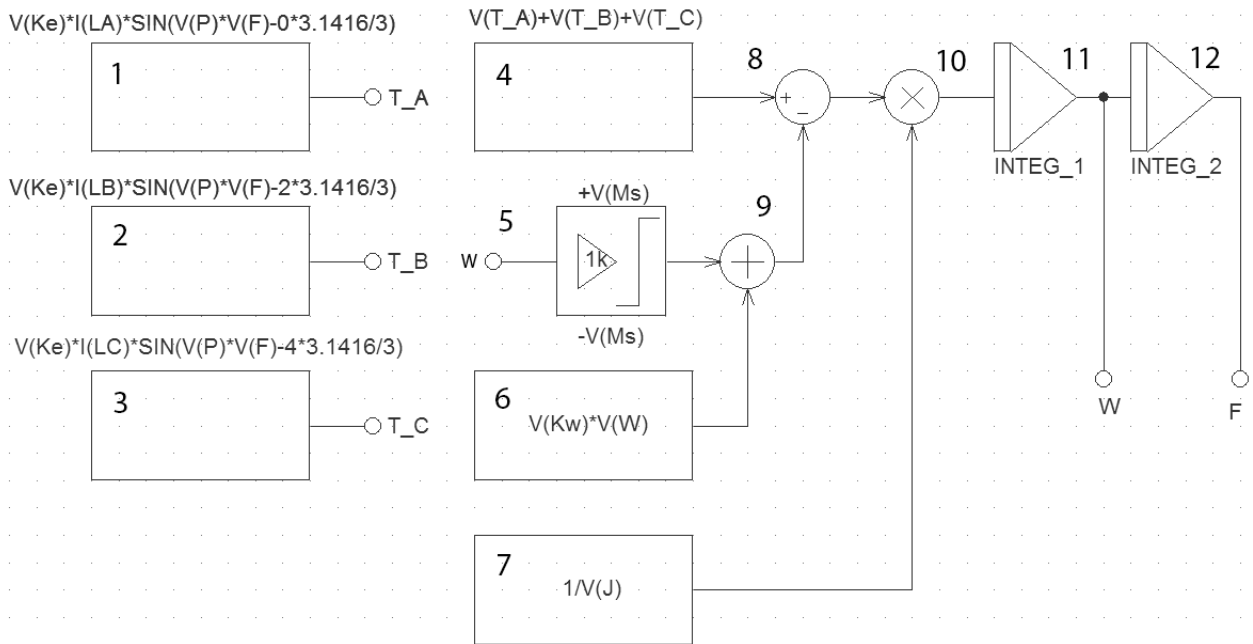 V(Ke)*I(LA)*SIN(V(P)*V(F)-0*3.1416/3)
1
T_A
V(T_A)+V(T_B)+V(T_C)
4
8
+
-
10
11
INTEG_1
12
INTEG_2
V(Ke)*I(LB)*SIN(V(P)*V(F)-2*3.1416/3)
2
T_B
5
W
+V(Ms)
1k
-V(Ms)
9
V(Ke)*I(LC)*SIN(V(P)*V(F)-4*3.1416/3)
3
T_C
6
V(Kw)*V(W)
W
F
7
1/V(J)